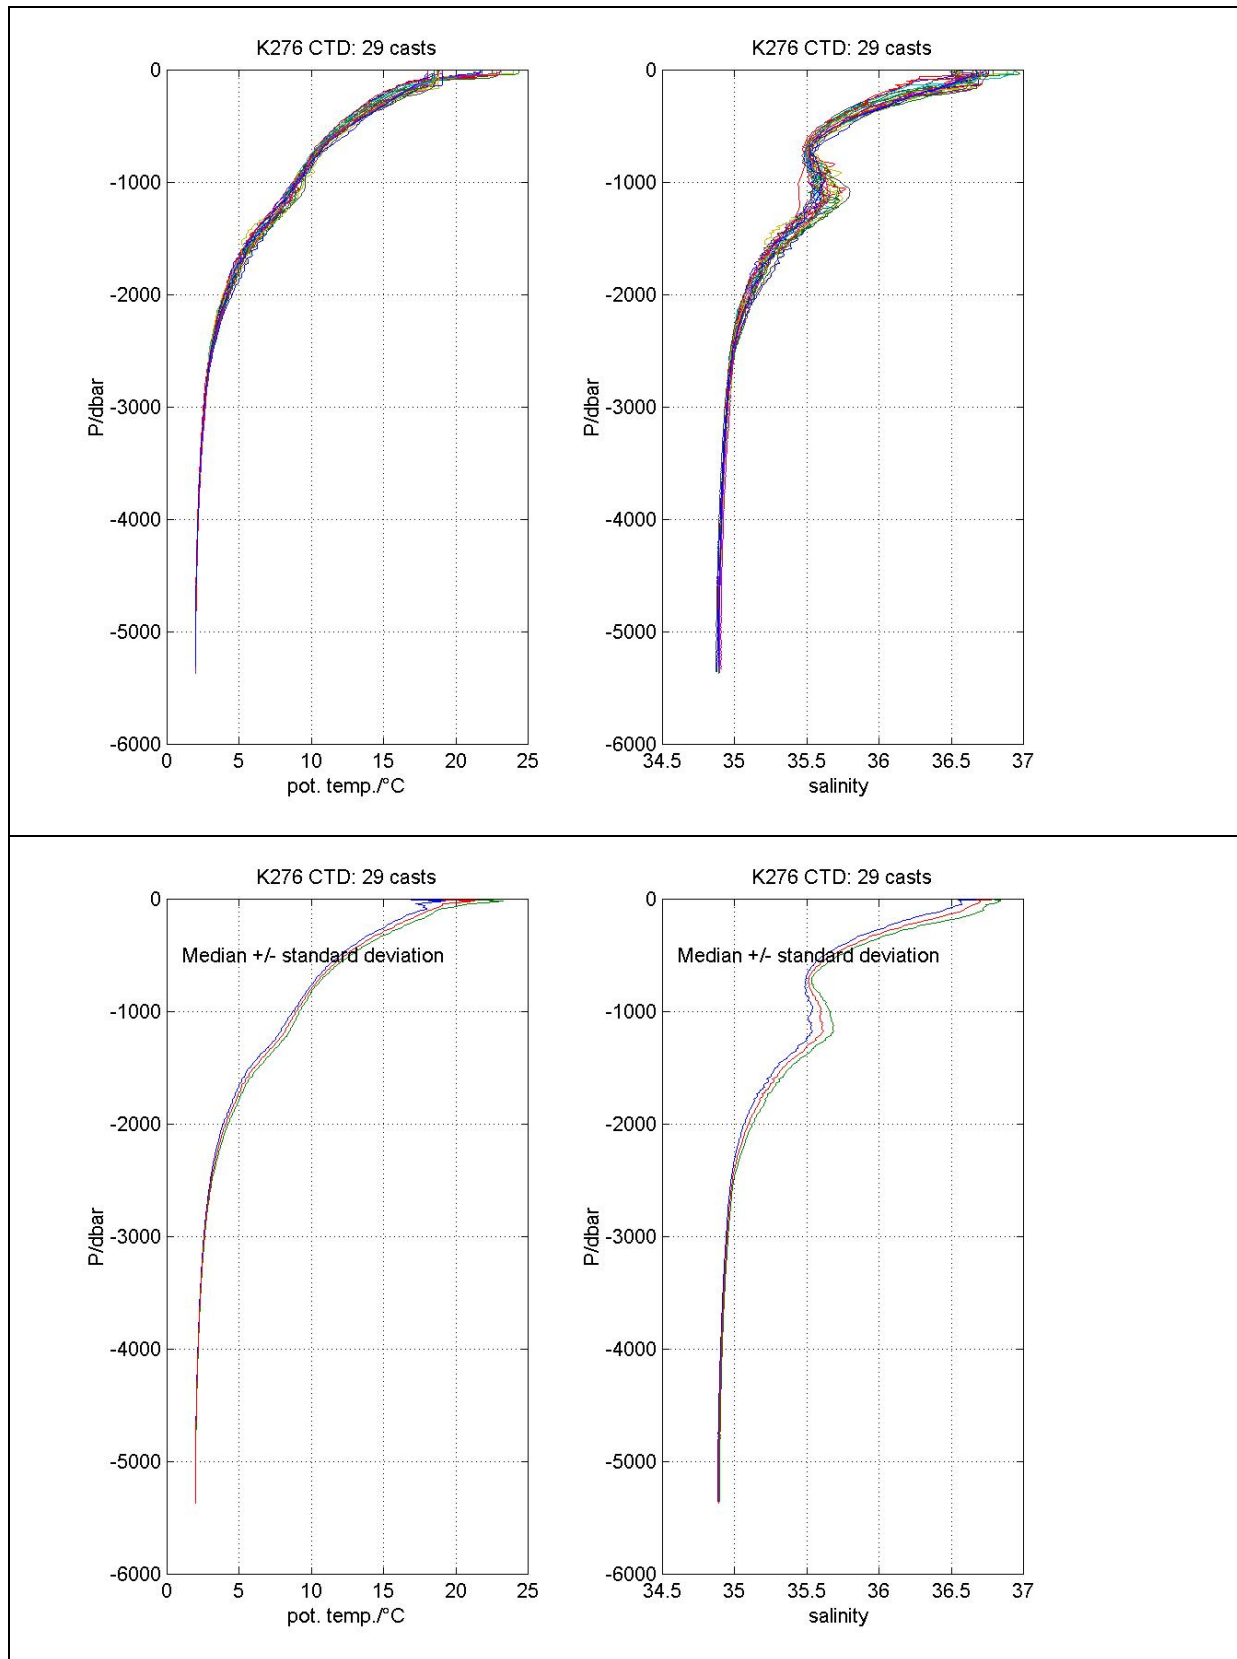 K276 CTD: 29 casts
0
-1000
-2000
-3000
-4000
-5000
-6000
P/dbar
0 5 10 15 20 25
pot. temp./°C
K276 CTD: 29 casts
0
-1000
-2000
-3000
-4000
-5000
-6000
P/dbar
34.5 35 35.5 36 36.5 37
salinity
K276 CTD: 29 casts
0
Median +/- standard deviation
-1000
-2000
-3000
-4000
-5000
-6000
P/dbar
0 5 10 15 20 25
pot. temp./°C
K276 CTD: 29 casts
0
Median +/- standard deviation
-1000
-2000
-3000
-4000
-5000
-6000
P/dbar
34.5 35 35.5 36 36.5 37
salinity